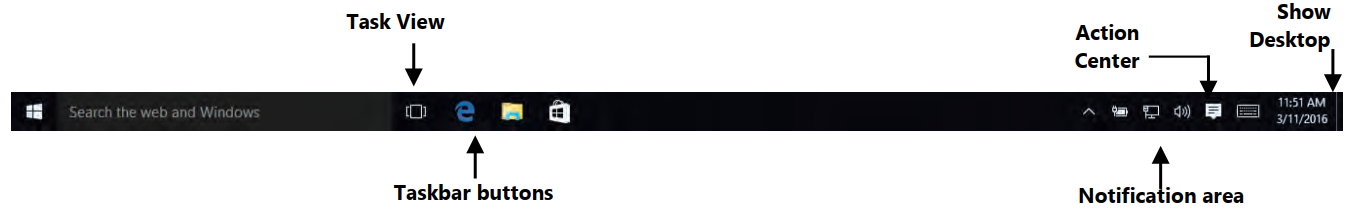 Task View
Action
Center
Show
Desktop
Search the web and Windows
11:51 AM
3/11/2016
Taskbar buttons
Notification area